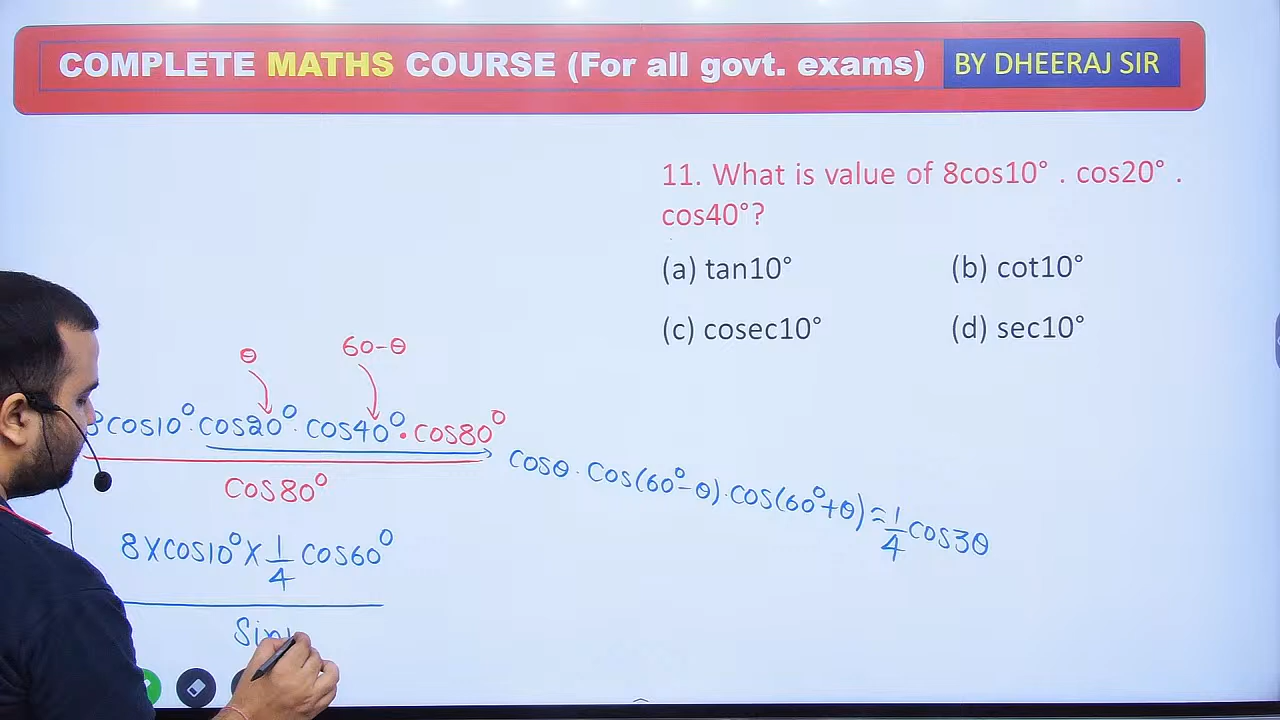 COMPLETE MATHS COURSE (For all govt. exams) BY DHEERAJ SIR
11. What is value of 8cos10° . cos20° .
cos40°?
(a) tan10° (b) cot10°
(c) cosec10° (d) sec10°
θ 60-θ
8cos10°·cos20°·cos40°·cos80°
cos80°
cosθ·cos(60°-θ)·cos(60°+θ)=1/4 cos3θ
8×cos10°×1/4 cos60°
Sin